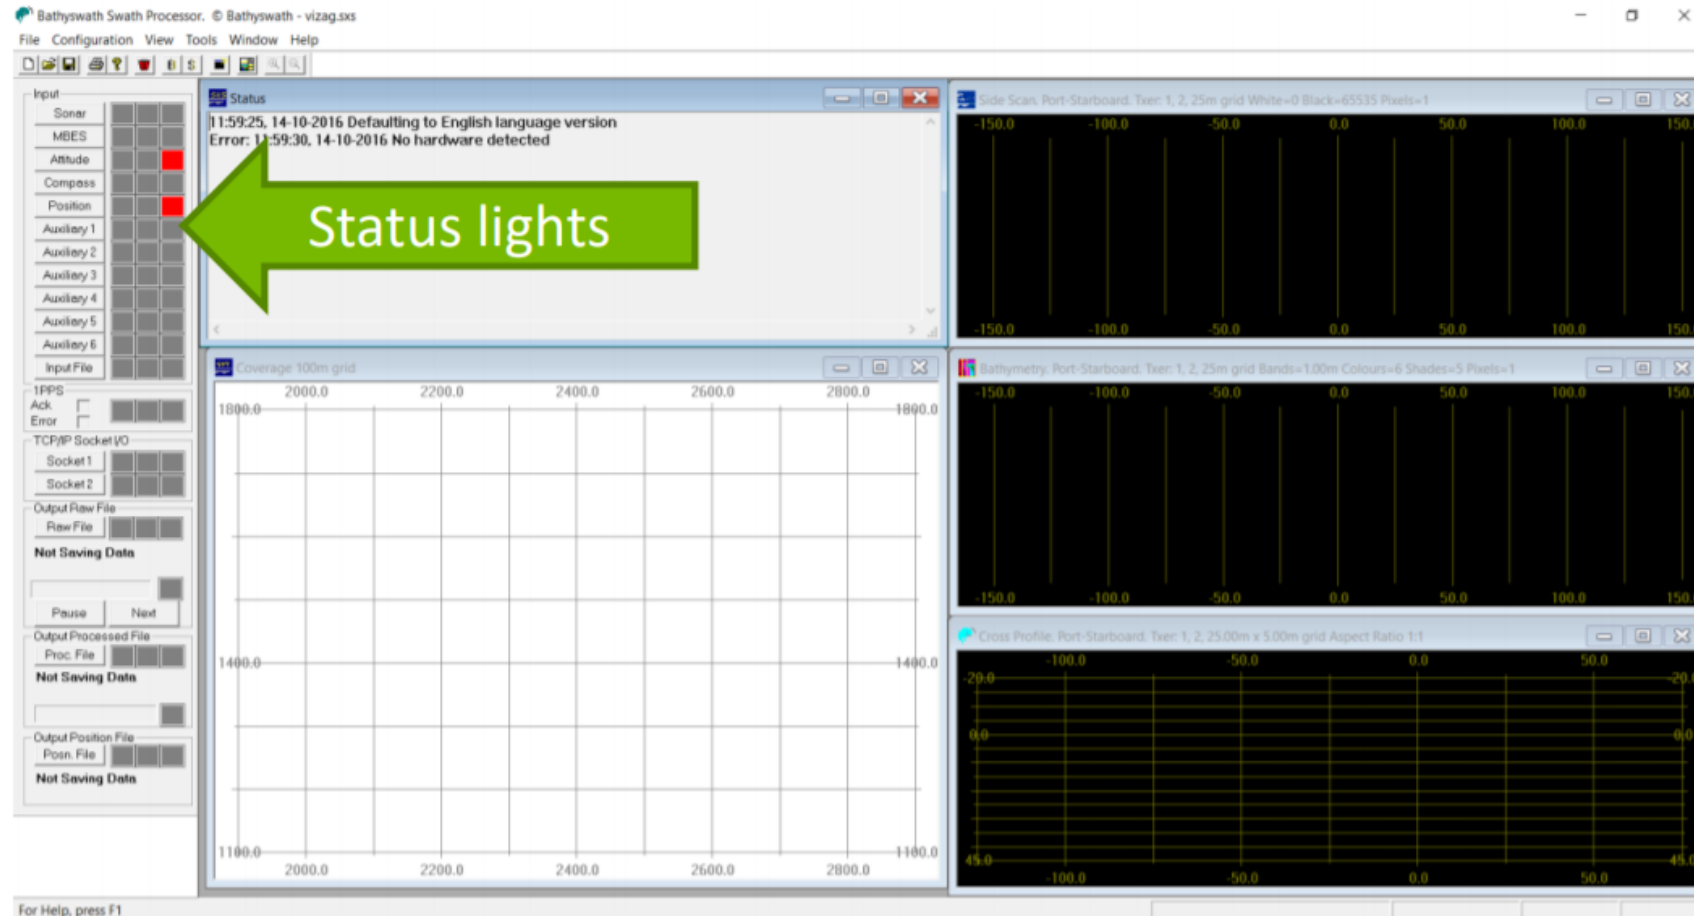 Bathyswath Swath Processor. © Bathyswath - vizag.sxs
File Configuration View Tools Window Help
Input
Sonar
MBES
Attitude
Compass
Position
Auxiliary 1
Auxiliary 2
Auxiliary 3
Auxiliary 4
Auxiliary 5
Auxiliary 6
Input File
1PPS
Ack
Error
TCP/IP Socket I/O
Socket 1
Socket 2
Output Raw File
Raw File
Not Saving Data
Pause Next
Output Processed File
Proc. File
Not Saving Data
Output Position File
Posn. File
Not Saving Data
Status
11:59:25, 14-10-2016 Defaulting to English language version
Error: 11:59:30, 14-10-2016 No hardware detected
Status lights
Coverage 100m grid
2000.0 2200.0 2400.0 2600.0 2800.0
1800.0 1800.0
1400.0 1400.0
1100.0 1100.0
2000.0 2200.0 2400.0 2600.0 2800.0
Side Scan. Port-Starboard. Txer: 1, 2, 25m grid White=0 Black=65535 Pixels=1
-150.0 -100.0 -50.0 0.0 50.0 100.0 150.
-150.0 -100.0 -50.0 0.0 50.0 100.0 150.
Bathymetry. Port-Starboard. Txer: 1, 2, 25m grid Bands=1.00m Colours=6 Shades=5 Pixels=1
-150.0 -100.0 -50.0 0.0 50.0 100.0 150.
-150.0 -100.0 -50.0 0.0 50.0 100.0 150.
Cross Profile. Port-Starboard. Txer: 1, 2, 25.00m x 5.00m grid Aspect Ratio 1:1
-100.0 -50.0 0.0 50.0
-20.0 -20.0
0.0 0.0
45.0 45.0
-100.0 -50.0 0.0 50.0
For Help, press F1